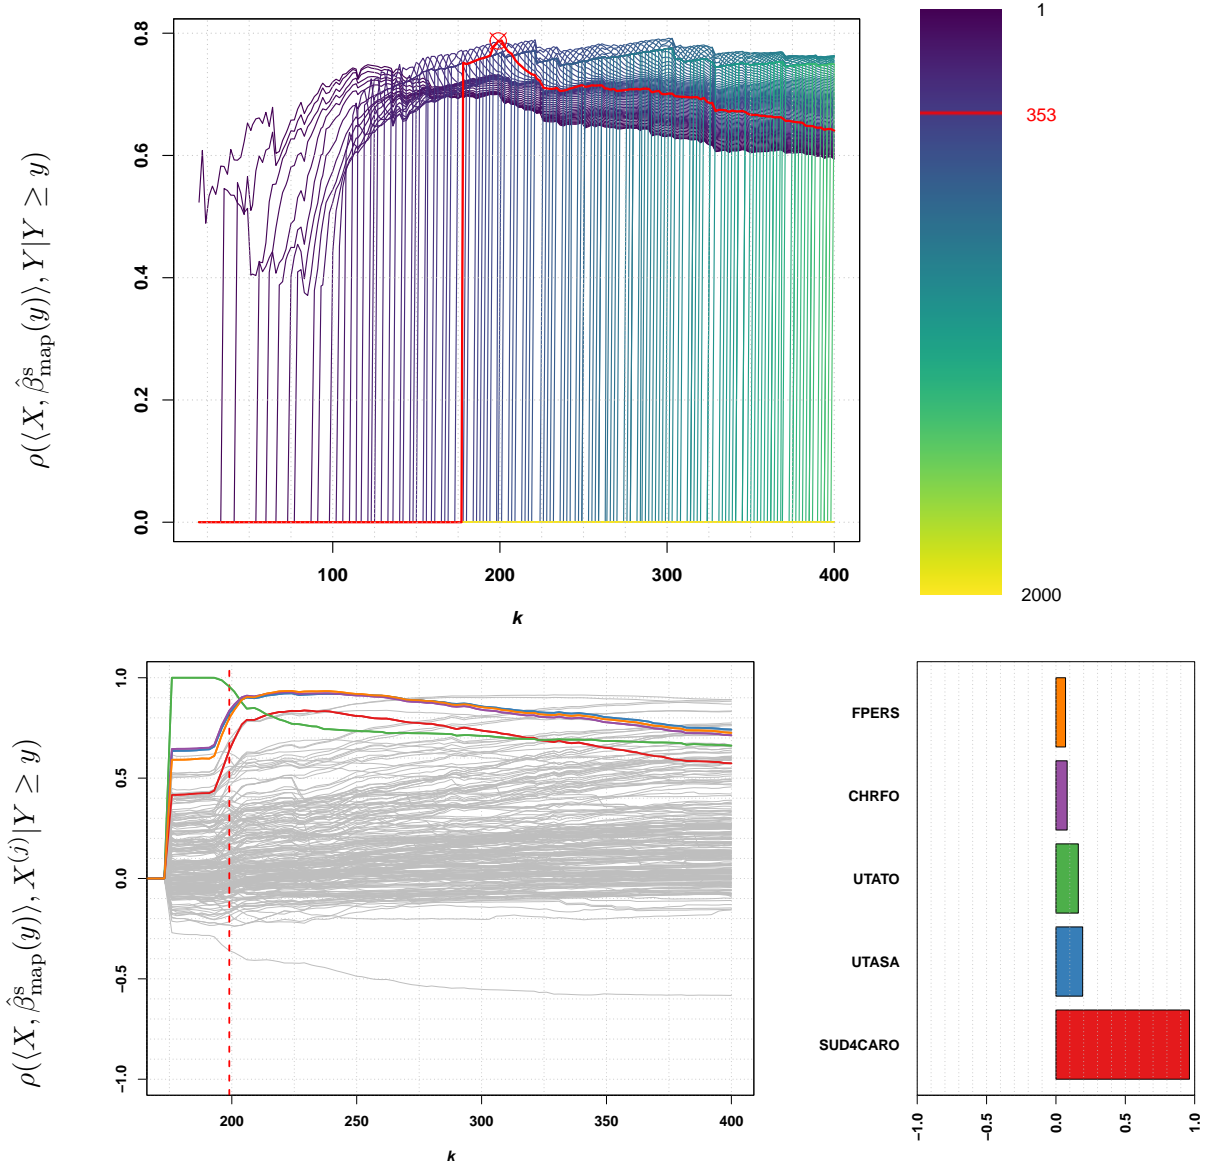 ρ(⟨X, β̂ˢₘₐₚ(y)⟩, Y|Y ≥ y)
0.8
0.6
0.4
0.2
0.0
100 200 300 400
k
1
353
2000
ρ(⟨X, β̂ˢₘₐₚ(y)⟩, X⁽ʲ⁾|Y ≥ y)
1.0
0.5
0.0
−0.5
−1.0
200 250 300 350 400
k
FPERS
CHRFO
UTATO
UTASA
SUD4CARO
−1.0 −0.5 0.0 0.5 1.0